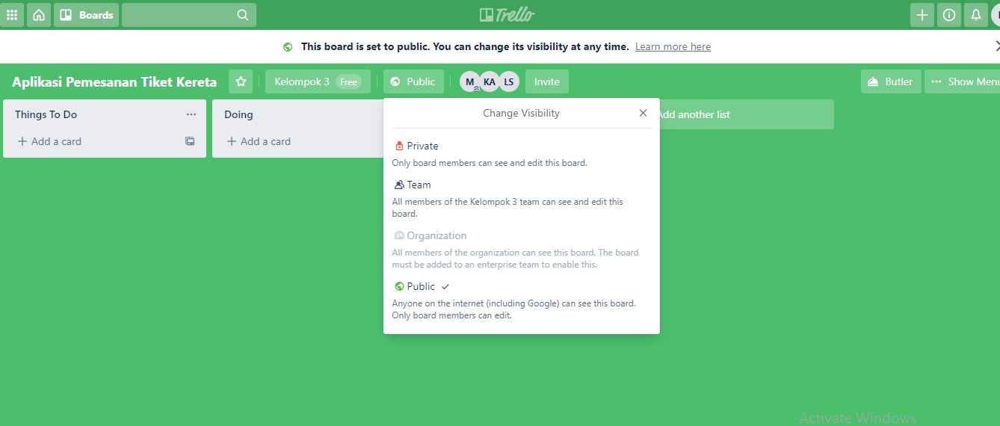 Boards
Trello
This board is set to public. You can change its visibility at any time. Learn more here
Aplikasi Pemesanan Tiket Kereta
Kelompok 3 Free
Public
M KA LS
Invite
Butler
Show Menu
Things To Do
Doing
Add another list
Add a card
Add a card
Change Visibility
Private
Only board members can see and edit this board.
Team
All members of the Kelompok 3 team can see and edit this
board.
Organization
All members of the organization can see this board. The board
must be added to an enterprise team to enable this.
Public
Anyone on the internet (including Google) can see this board.
Only board members can edit.
Activate Windows